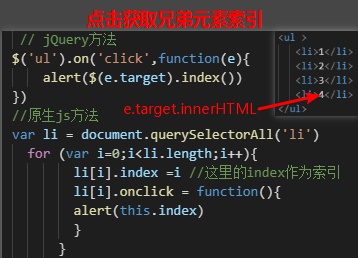 点击获取兄弟元素索引
// jQuery方法
$('ul').on('click',function(e){
alert($(e.target).index())
})
<ul >
<li>1</li>
<li>2</li>
<li>3</li>
<li>4</li>
</ul>
e.target.innerHTML
//原生js方法
var li = document.querySelectorAll('li')
for (var i=0;i<li.length;i++){
li[i].index =i //这里的index作为索引
li[i].onclick = function(){
alert(this.index)
}
}